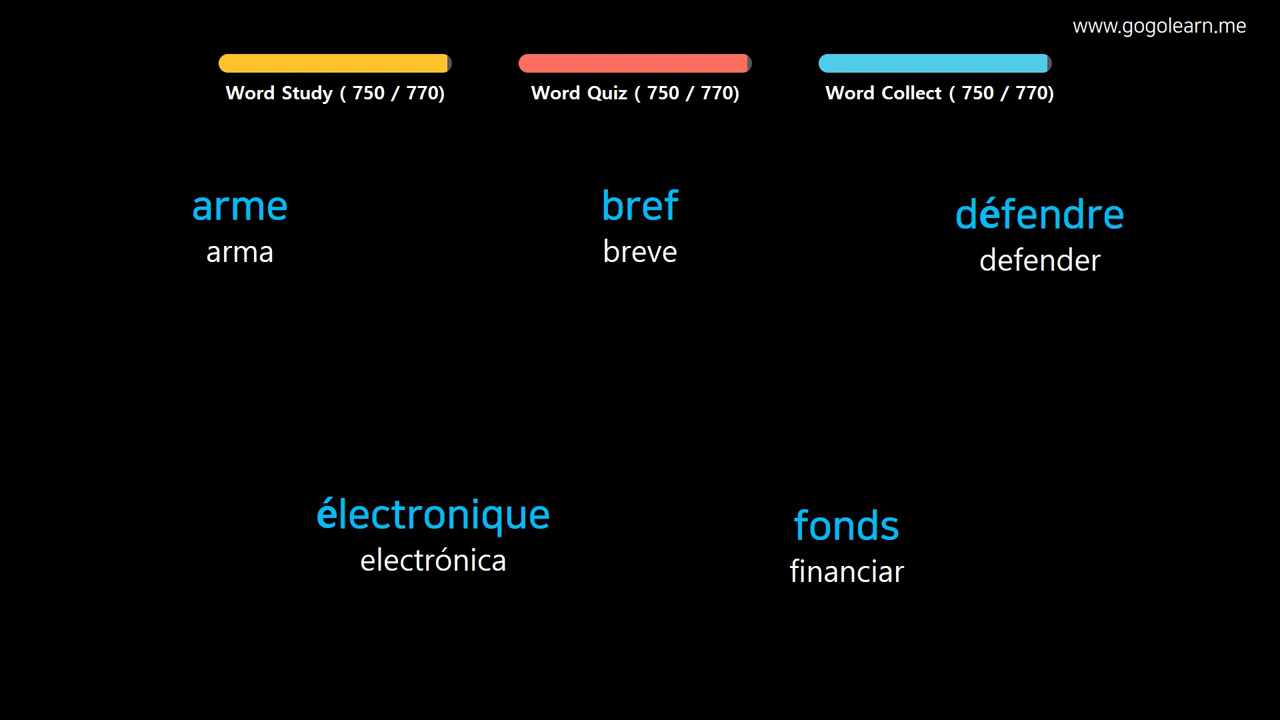 www.gogolearn.me
Word Study ( 750 / 770)
Word Quiz ( 750 / 770)
Word Collect ( 750 / 770)
arme
arma
bref
breve
défendre
defender
électronique
electrónica
fonds
financiar